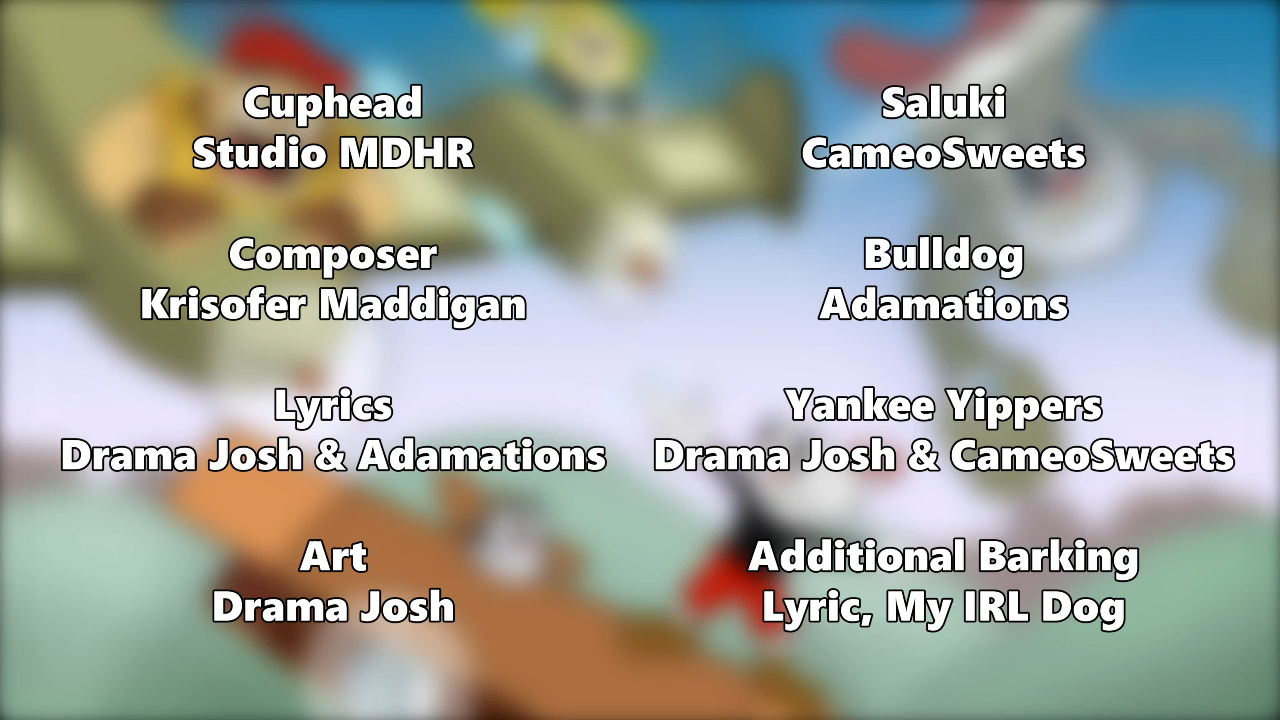 Cuphead
Studio MDHR
Composer
Krisofer Maddigan
Lyrics
Drama Josh & Adamations
Art
Drama Josh
Saluki
CameoSweets
Bulldog
Adamations
Yankee Yippers
Drama Josh & CameoSweets
Additional Barking
Lyric, My IRL Dog